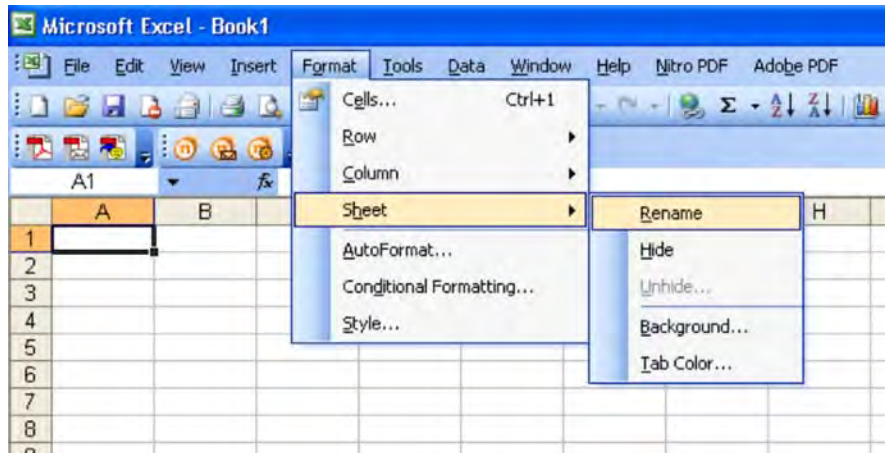 Microsoft Excel - Book1
File Edit View Insert Format Tools Data Window Help Nitro PDF Adobe PDF
Cells... Ctrl+1
Row
Column
Sheet
AutoFormat...
Conditional Formatting...
Style...
Rename
Hide
Unhide...
Background...
Tab Color...
Σ
A
Z
Z
A
A1
fx
A B H
1
2
3
4
5
6
7
8